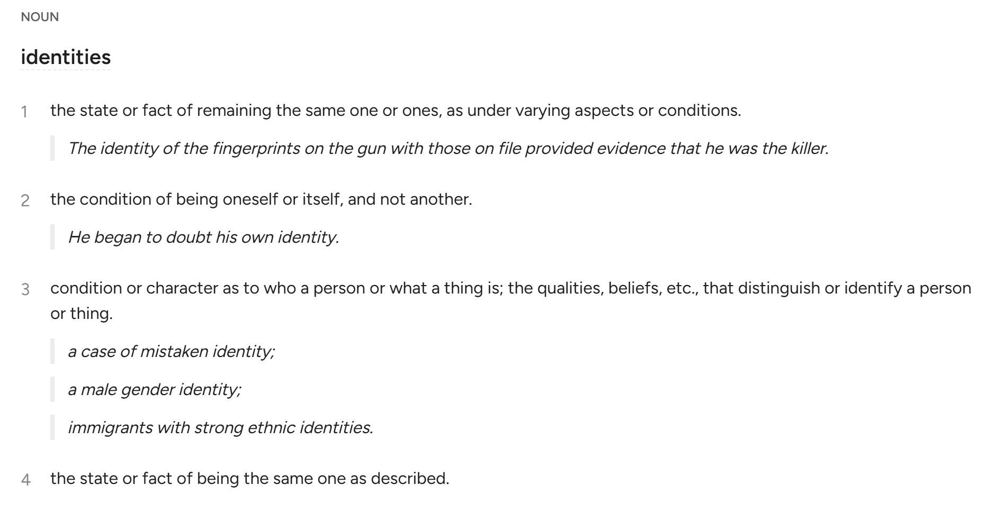 NOUN
identities
1 the state or fact of remaining the same one or ones, as under varying aspects or conditions.
The identity of the fingerprints on the gun with those on file provided evidence that he was the killer.
2 the condition of being oneself or itself, and not another.
He began to doubt his own identity.
3 condition or character as to who a person or what a thing is; the qualities, beliefs, etc., that distinguish or identify a person
or thing.
a case of mistaken identity;
a male gender identity;
immigrants with strong ethnic identities.
4 the state or fact of being the same one as described.